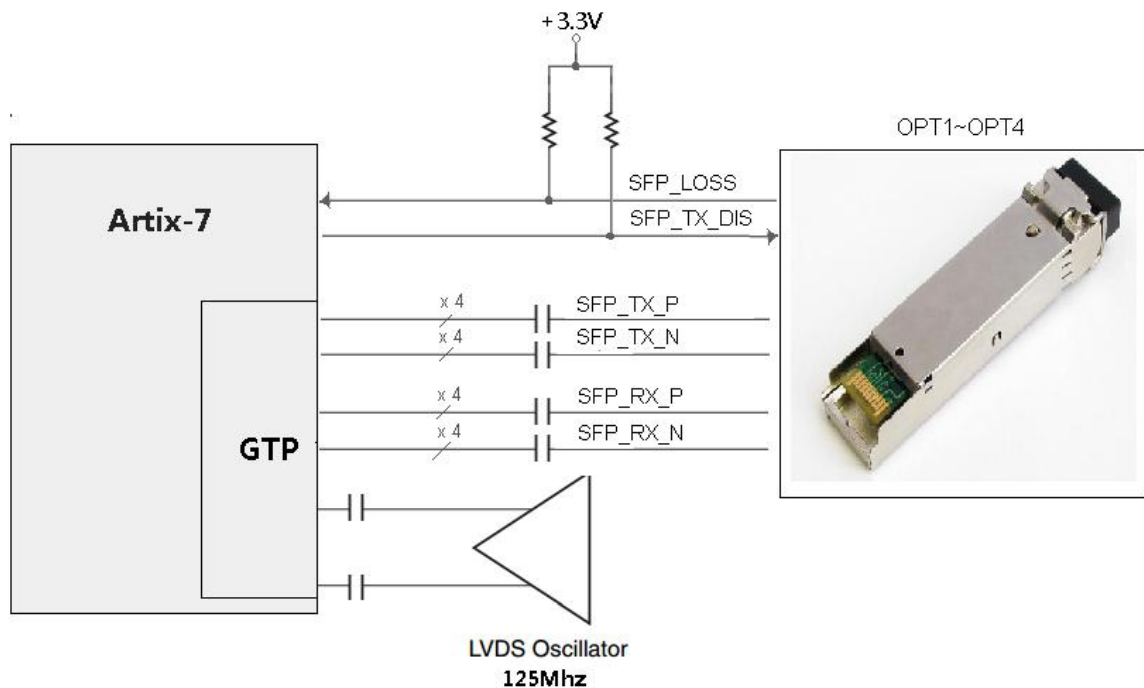 +3.3V
OPT1~OPT4
SFP_LOSS
Artix-7
SFP_TX_DIS
x 4
SFP_TX_P
x 4
SFP_TX_N
x 4
SFP_RX_P
x 4
SFP_RX_N
GTP
LVDS Oscillator
125Mhz